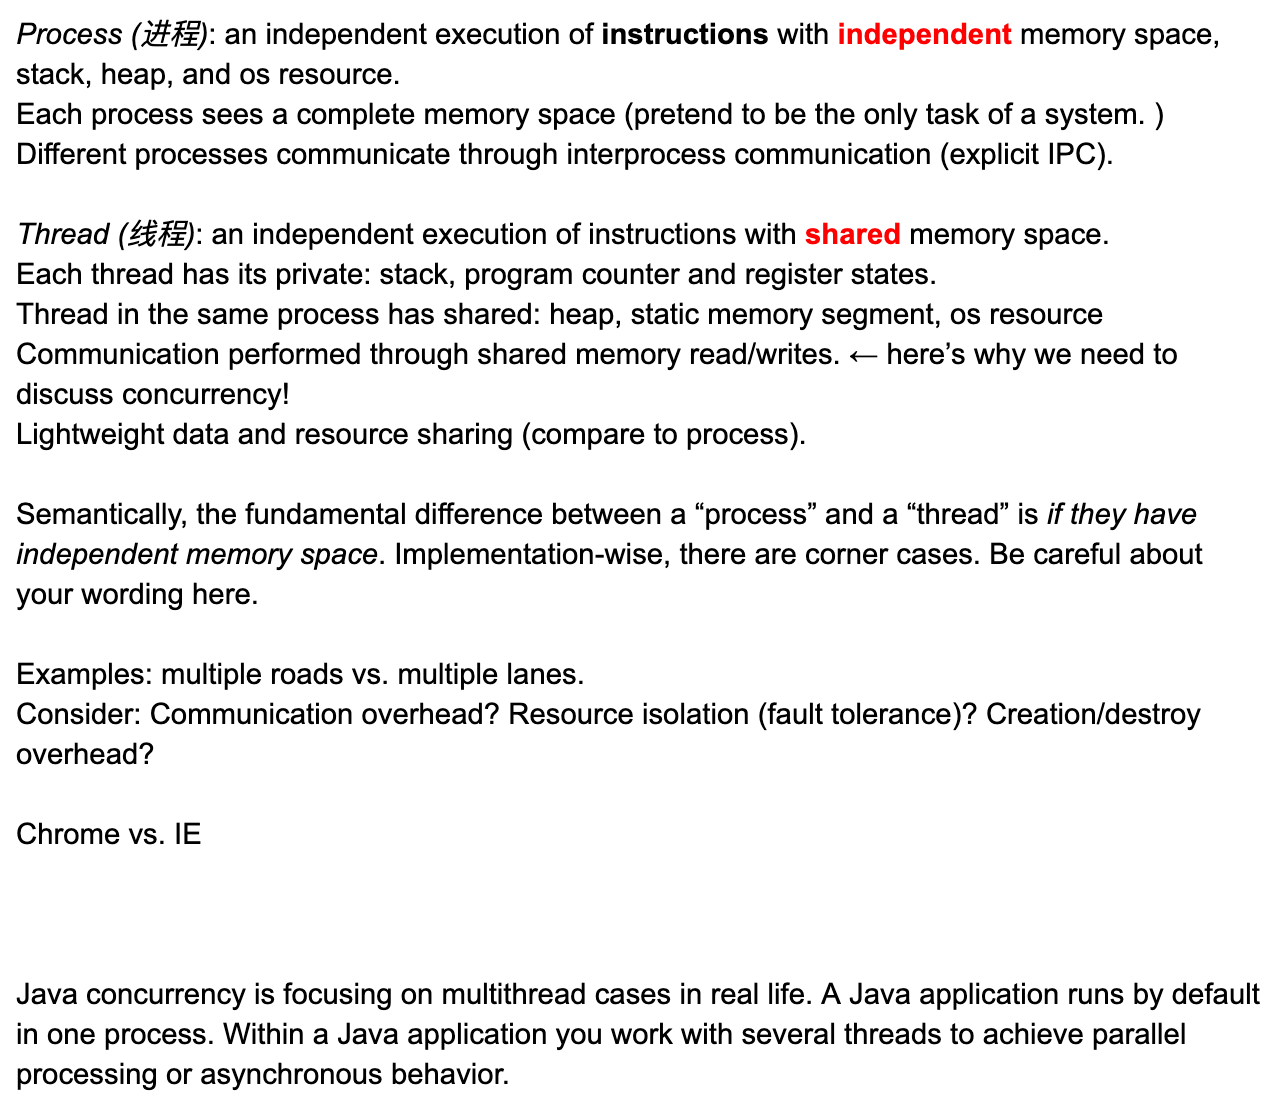 Process (进程): an independent execution of instructions with independent memory space,
stack, heap, and os resource.
Each process sees a complete memory space (pretend to be the only task of a system. )
Different processes communicate through interprocess communication (explicit IPC).
Thread (线程): an independent execution of instructions with shared memory space.
Each thread has its private: stack, program counter and register states.
Thread in the same process has shared: heap, static memory segment, os resource
Communication performed through shared memory read/writes. ← here’s why we need to
discuss concurrency!
Lightweight data and resource sharing (compare to process).
Semantically, the fundamental difference between a “process” and a “thread” is if they have
independent memory space. Implementation-wise, there are corner cases. Be careful about
your wording here.
Examples: multiple roads vs. multiple lanes.
Consider: Communication overhead? Resource isolation (fault tolerance)? Creation/destroy
overhead?
Chrome vs. IE
Java concurrency is focusing on multithread cases in real life. A Java application runs by default
in one process. Within a Java application you work with several threads to achieve parallel
processing or asynchronous behavior.